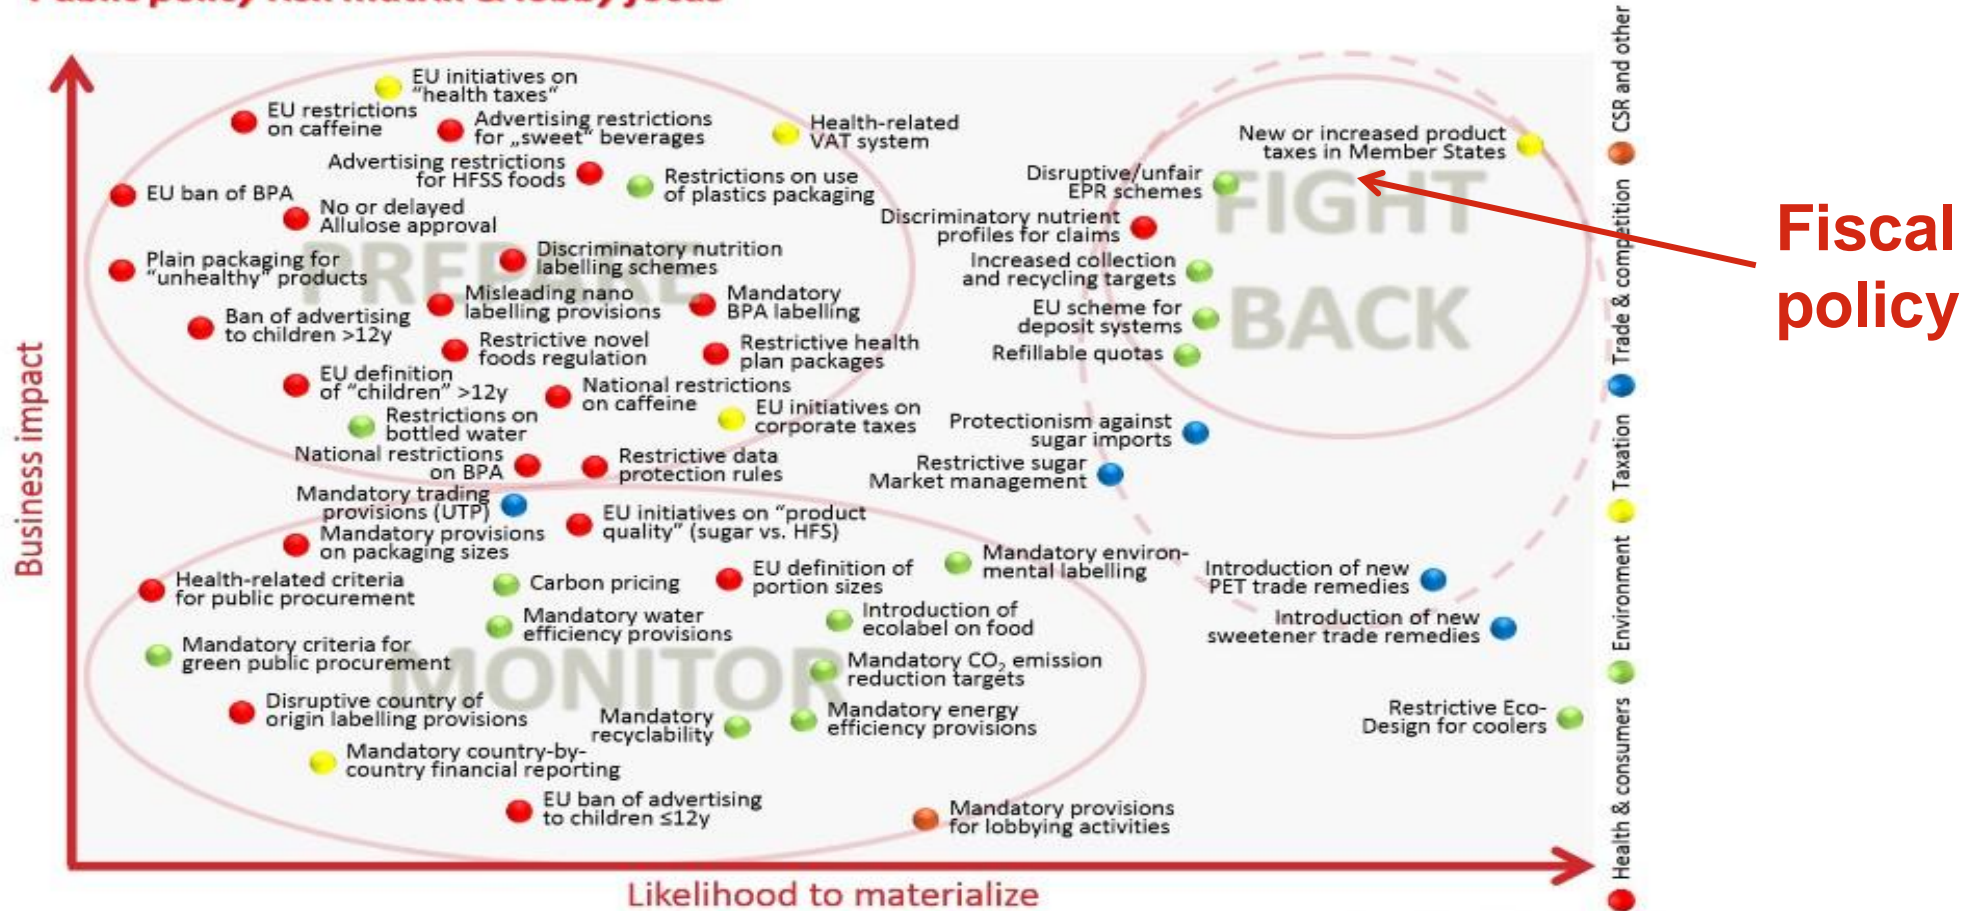 Public policy risk matrix & lobby focus
EU initiatives on
“health taxes“
EU restrictions
on caffeine
Advertising restrictions
for „sweet“ beverages
Health-related
VAT system
New or increased product
taxes in Member States
Advertising restrictions
for HFSS foods
Restrictions on use
of plastics packaging
Disruptive/unfair
EPR schemes
EU ban of BPA
No or delayed
Allulose approval
Discriminatory nutrient
profiles for claims
FIGHT
BACK
PREPARE
Plain packaging for
“unhealthy” products
Discriminatory nutrition
labelling schemes
Increased collection
and recycling targets
Misleading nano
labelling provisions
Mandatory
BPA labelling
EU scheme for
deposit systems
Ban of advertising
to children >12y
Restrictive novel
foods regulation
Restrictive health
plan packages
Refillable quotas
EU definition
of “children” >12y
National restrictions
on caffeine
Restrictions on
bottled water
EU initiatives on
corporate taxes
Protectionism against
sugar imports
National restrictions
on BPA
Restrictive data
protection rules
Restrictive sugar
Market management
Mandatory trading
provisions (UTP)
EU initiatives on “product
quality” (sugar vs. HFS)
Mandatory provisions
on packaging sizes
Mandatory environ-
mental labelling
Health-related criteria
for public procurement
Carbon pricing
EU definition of
portion sizes
Introduction of new
PET trade remedies
Mandatory water
efficiency provisions
Introduction of
ecolabel on food
Introduction of new
sweetener trade remedies
Mandatory criteria for
green public procurement
MONITOR
Mandatory CO₂ emission
reduction targets
Disruptive country of
origin labelling provisions
Mandatory
recyclability
Mandatory energy
efficiency provisions
Restrictive Eco-
Design for coolers
Mandatory country-by-
country financial reporting
EU ban of advertising
to children ≤12y
Mandatory provisions
for lobbying activities
Business impact
Likelihood to materialize
Health & consumers
Environment
Taxation
Trade & competition
CSR and other
Fiscal
policy